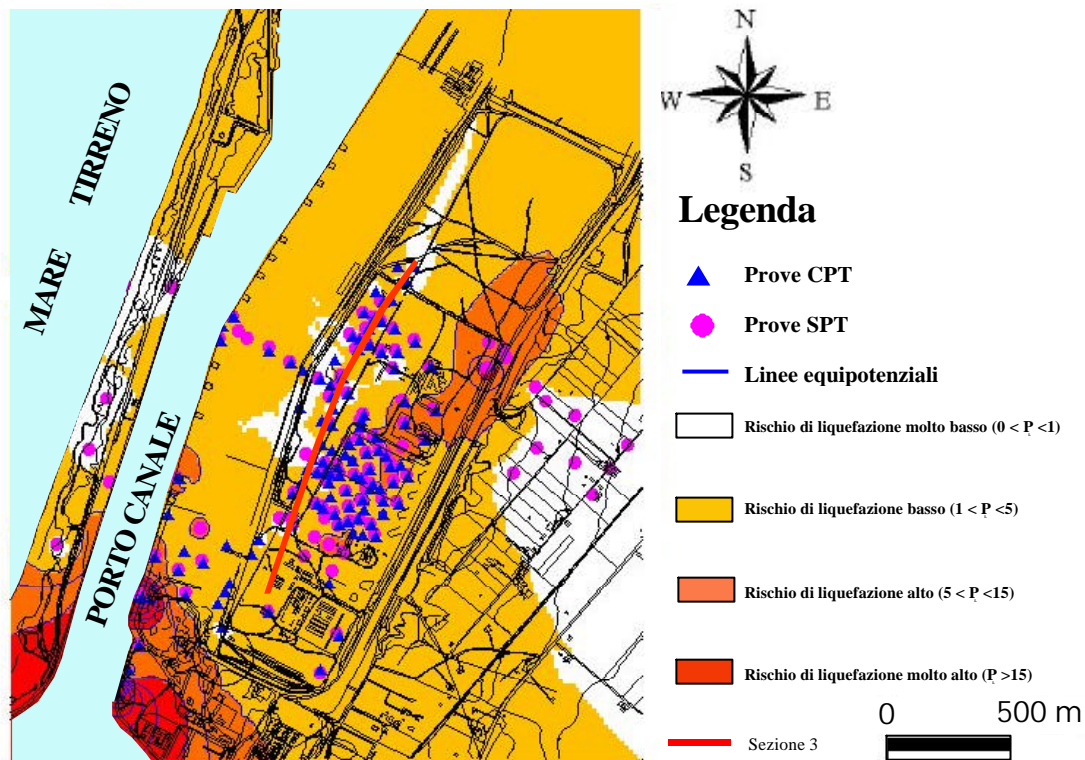 MARE TIRRENO
PORTO CANALE
N
W E
S
Legenda
Prove CPT
Prove SPT
Linee equipotenziali
Rischio di liquefazione molto basso (0 < P <1)
Rischio di liquefazione basso (1 < P <5)
Rischio di liquefazione alto (5 < P <15)
Rischio di liquefazione molto alto (P >15)
Sezione 3
0 500 m